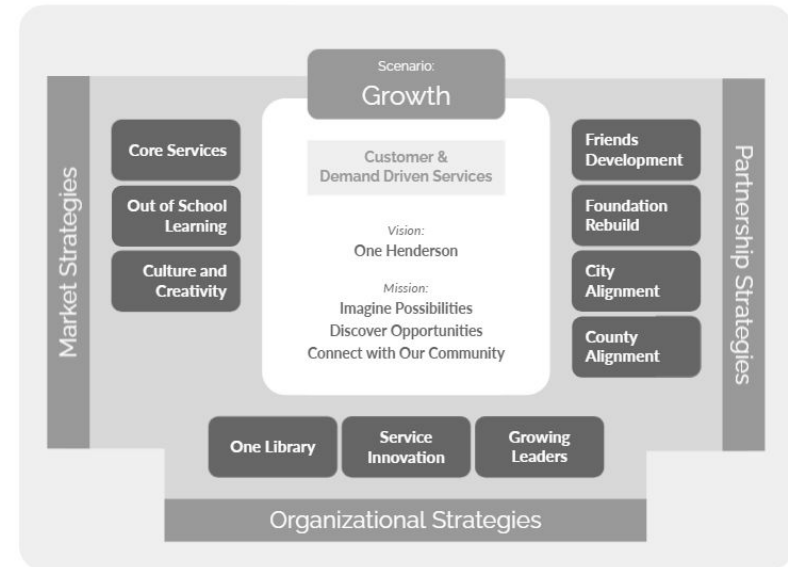 Scenario:
Growth
Market Strategies
Core Services
Out of School
Learning
Culture and
Creativity
Customer &
Demand Driven Services
Vision:
One Henderson
Mission:
Imagine Possibilities
Discover Opportunities
Connect with Our Community
Friends
Development
Foundation
Rebuild
City
Alignment
County
Alignment
Partnership Strategies
One Library
Service
Innovation
Growing
Leaders
Organizational Strategies